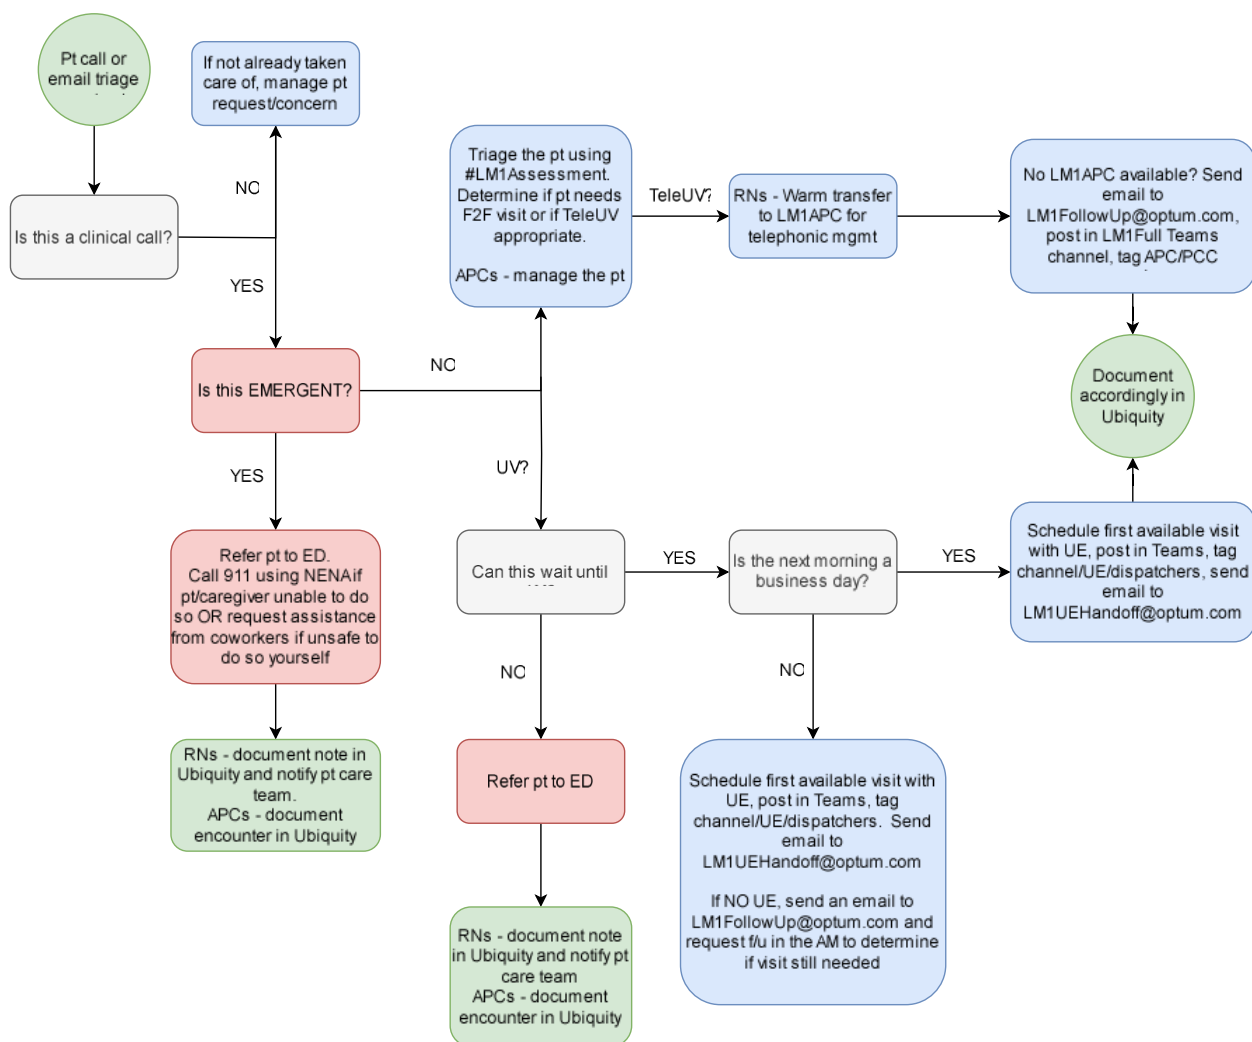 Pt call or
email triage
If not already taken
care of, manage pt
request/concern
NO
Is this a clinical call?
YES
Triage the pt using
#LM1Assessment.
Determine if pt needs
F2F visit or if TeleUV
appropriate.
APCs - manage the pt
TeleUV?
RNs - Warm transfer
to LM1APC for
telephonic mgmt
No LM1APC available? Send
email to
LM1FollowUp@optum.com,
post in LM1Full Teams
channel, tag APC/PCC
Is this EMERGENT?
NO
Document
accordingly in
Ubiquity
YES
UV?
Refer pt to ED.
Call 911 using NENAif
pt/caregiver unable to do
so OR request assistance
from coworkers if unsafe to
do so yourself
Can this wait until
YES
Is the next morning a
business day?
YES
Schedule first available visit
with UE, post in Teams, tag
channel/UE/dispatchers, send
email to
LM1UEHandoff@optum.com
NO
NO
RNs - document note in
Ubiquity and notify pt care
team.
APCs - document
encounter in Ubiquity
Refer pt to ED
Schedule first available visit with
UE, post in Teams, tag
channel/UE/dispatchers. Send
email to
LM1UEHandoff@optum.com
If NO UE, send an email to
LM1FollowUp@optum.com and
request f/u in the AM to determine
if visit still needed
RNs - document note
in Ubiquity and notify pt
care team
APCs - document
encounter in Ubiquity